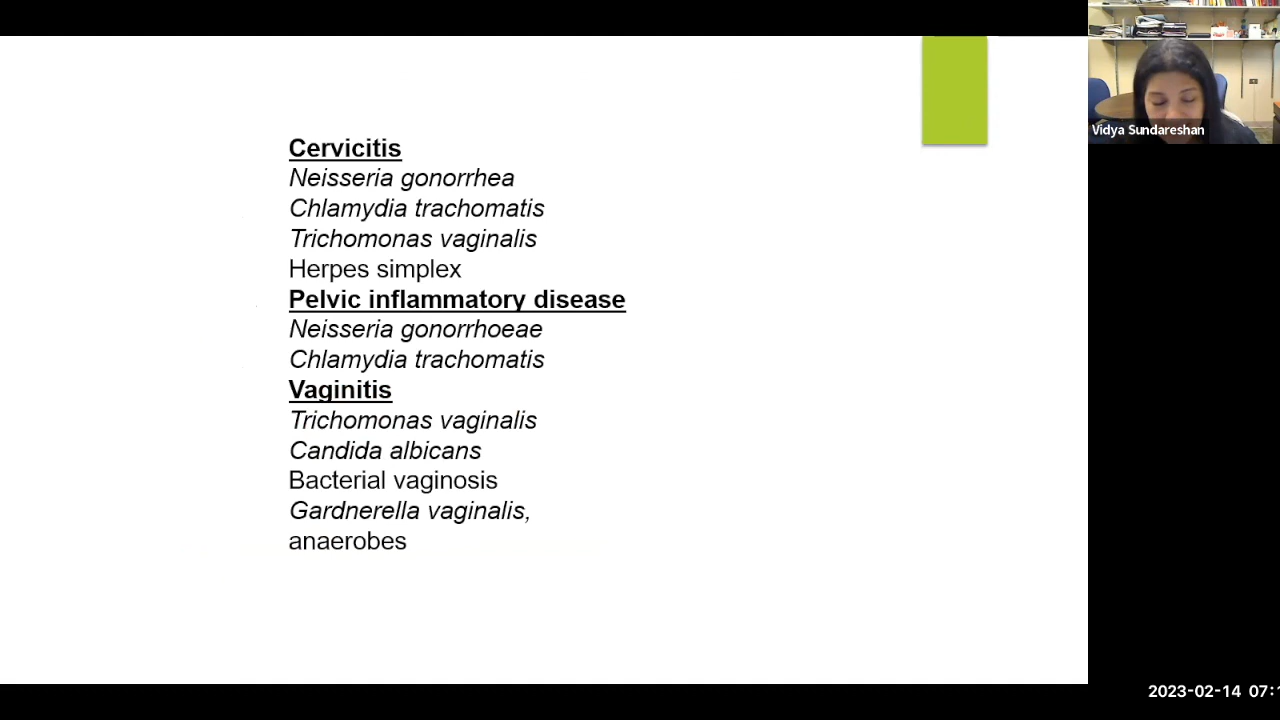 Cervicitis
Neisseria gonorrhea
Chlamydia trachomatis
Trichomonas vaginalis
Herpes simplex
Pelvic inflammatory disease
Neisseria gonorrhoeae
Chlamydia trachomatis
Vaginitis
Trichomonas vaginalis
Candida albicans
Bacterial vaginosis
Gardnerella vaginalis,
anaerobes
Vidya Sundareshan
2023-02-14 07: